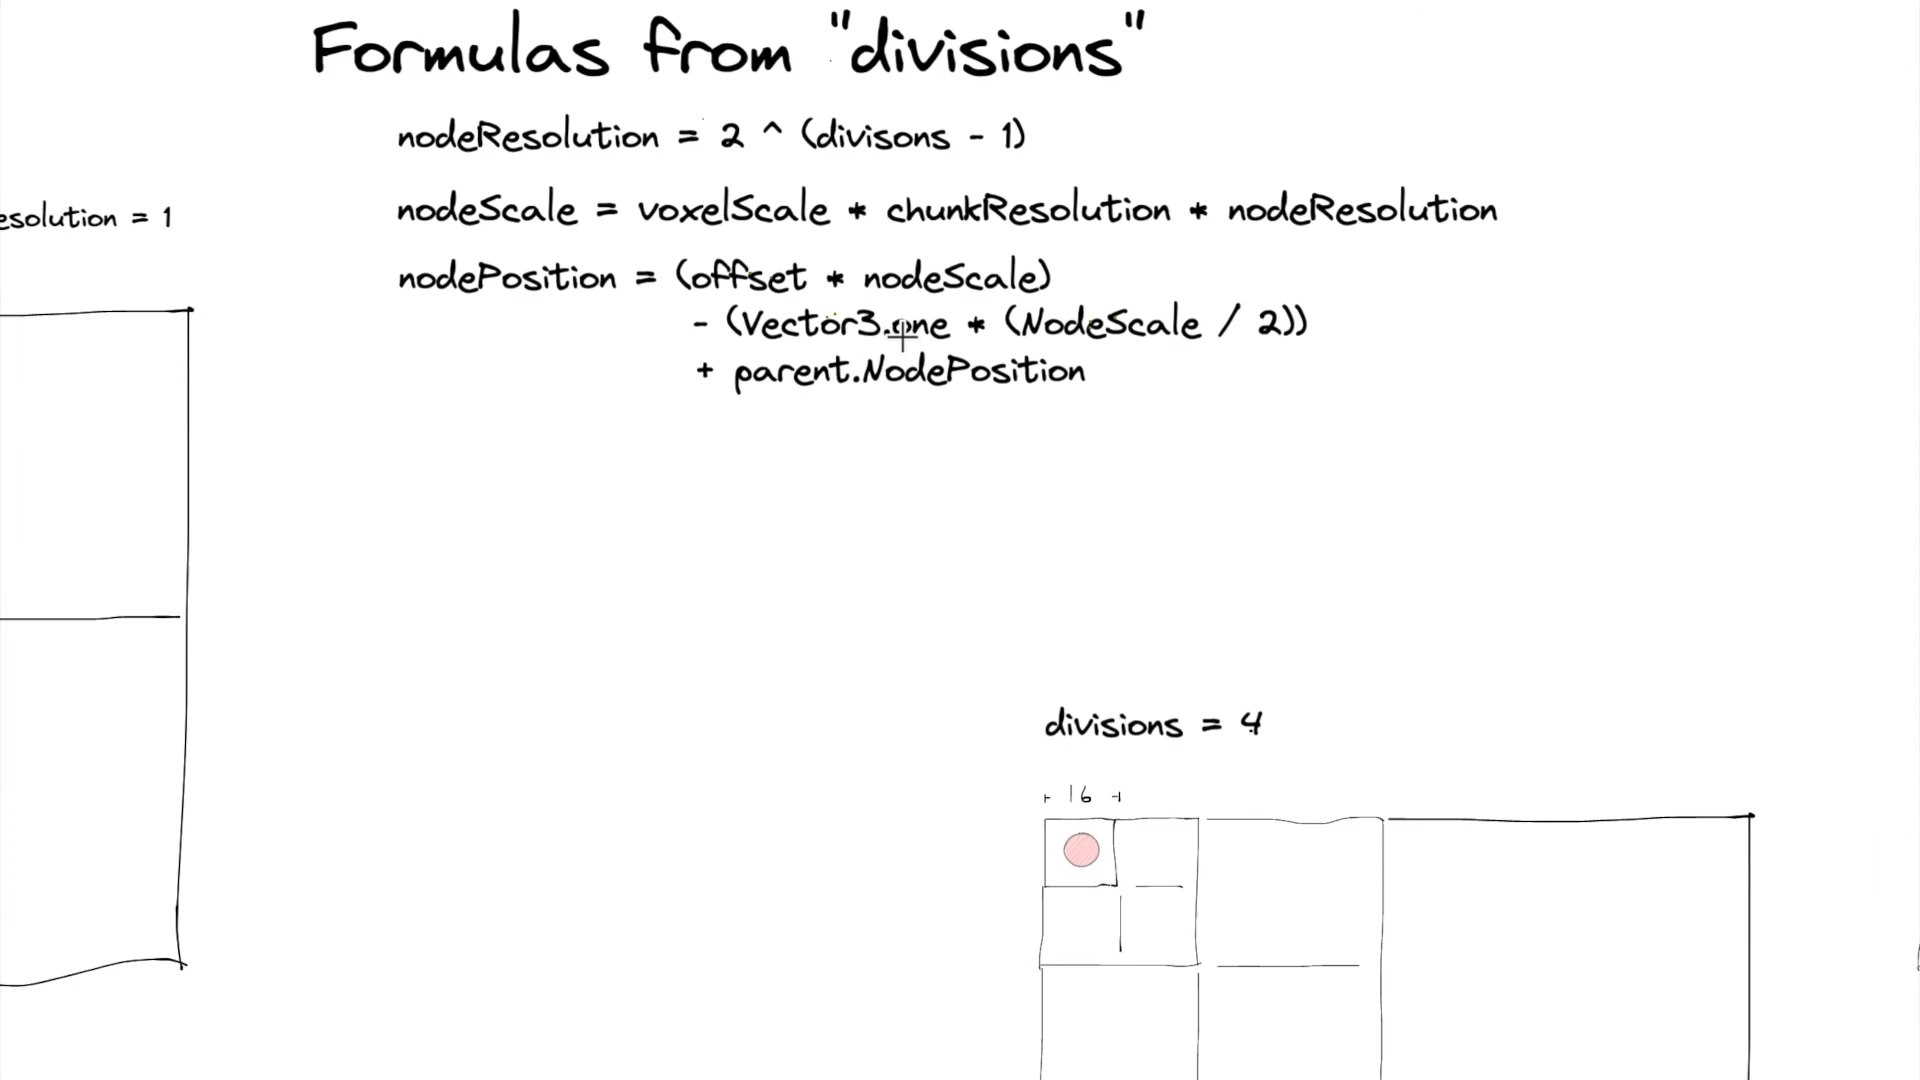 Formulas from "divisions"
nodeResolution = 2 ^ (divisons - 1)
nodeScale = voxelScale * chunkResolution * nodeResolution
esolution = 1
nodePosition = (offset * nodeScale)
- (Vector3.one * (NodeScale / 2))
+ parent.NodePosition
divisions = 4
16